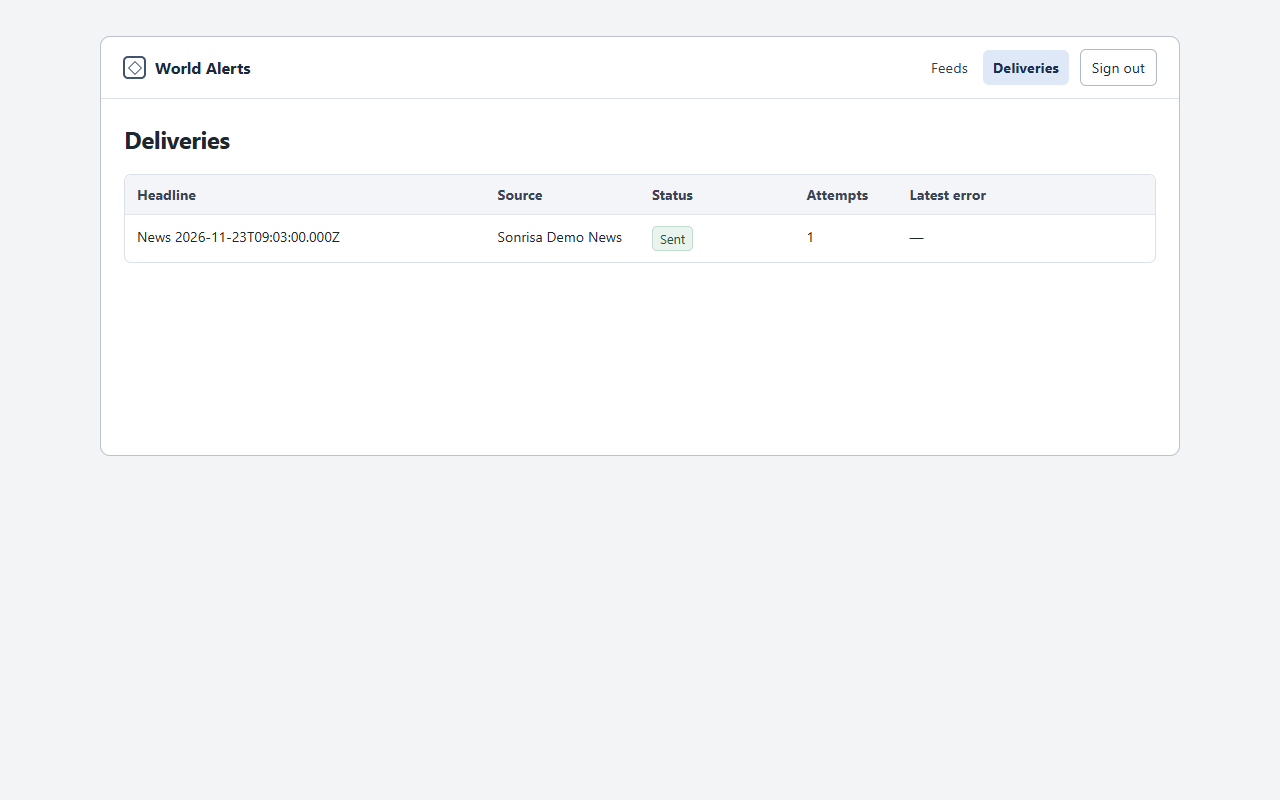 World Alerts Feeds Deliveries Sign out
Deliveries
Headline Source Status Attempts Latest error
News 2026-11-23T09:03:00.000Z Sonrisa Demo News Sent 1 —